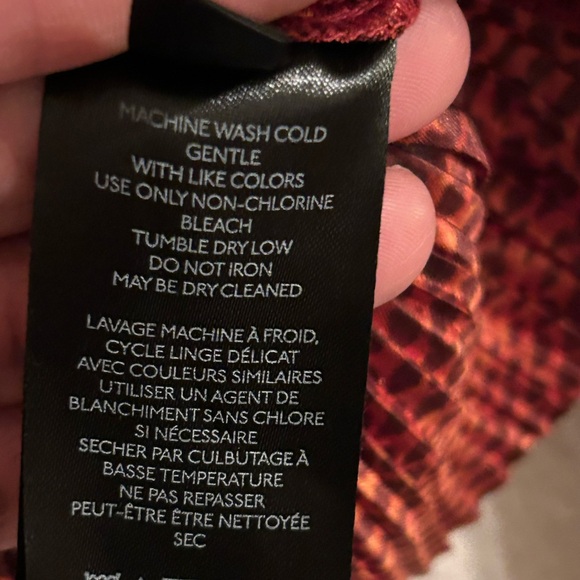 MACHINE WASH COLD
GENTLE
WITH LIKE COLORS
USE ONLY NON-CHLORINE
BLEACH
TUMBLE DRY LOW
DO NOT IRON
MAY BE DRY CLEANED
LAVAGE MACHINE À FROID,
CYCLE LINGE DÉLICAT
AVEC COULEURS SIMILAIRES
UTILISER UN AGENT DE
BLANCHIMENT SANS CHLORE
SI NÉCESSAIRE
SECHER PAR CULBUTAGE À
BASSE TEMPERATURE
NE PAS REPASSER
PEUT-ÊTRE ÊTRE NETTOYÉE
SEC